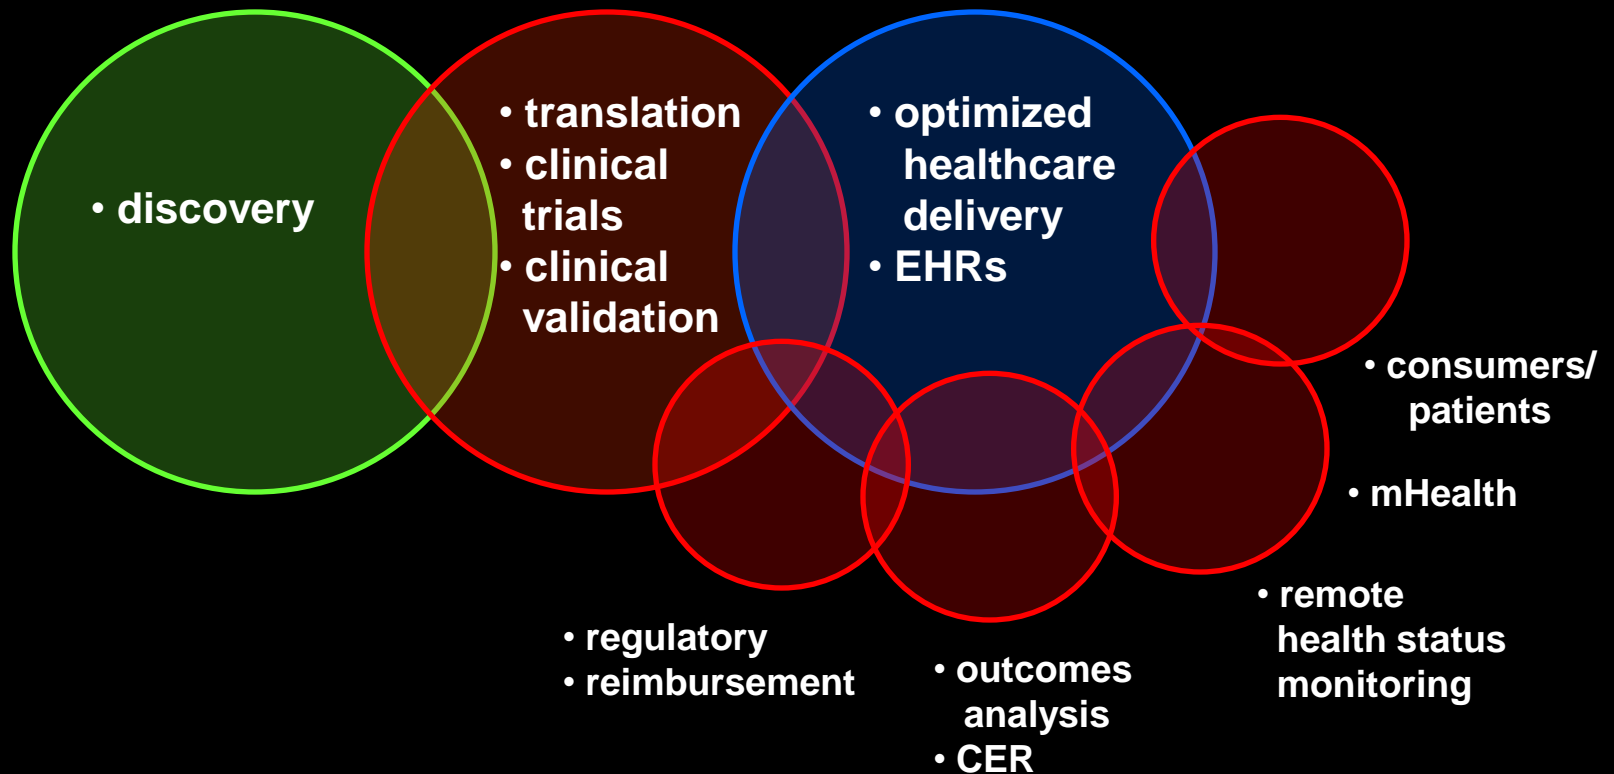 • discovery
• translation
• clinical
trials
• clinical
validation
• optimized
healthcare
delivery
• EHRs
• consumers/
patients
• mHealth
• remote
health status
monitoring
• regulatory
• reimbursement
• outcomes
analysis
• CER